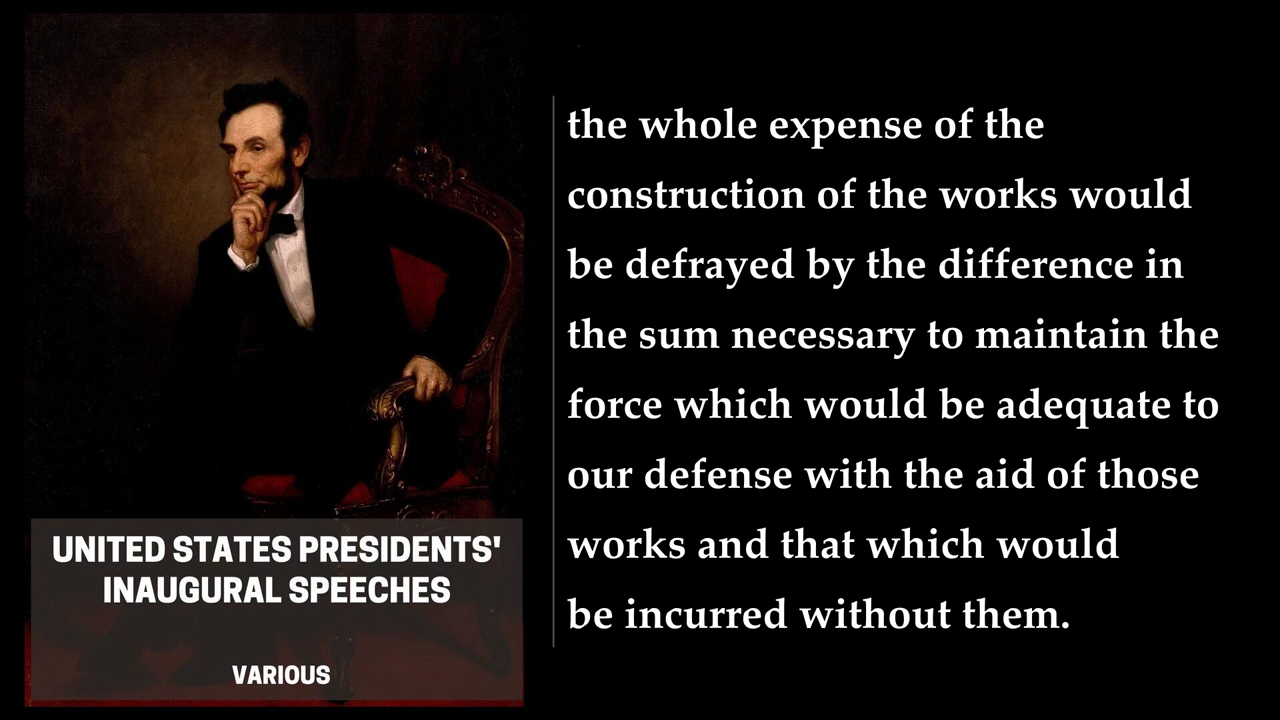 UNITED STATES PRESIDENTS'
INAUGURAL SPEECHES
VARIOUS
the whole expense of the
construction of the works would
be defrayed by the difference in
the sum necessary to maintain the
force which would be adequate to
our defense with the aid of those
works and that which would
be incurred without them.